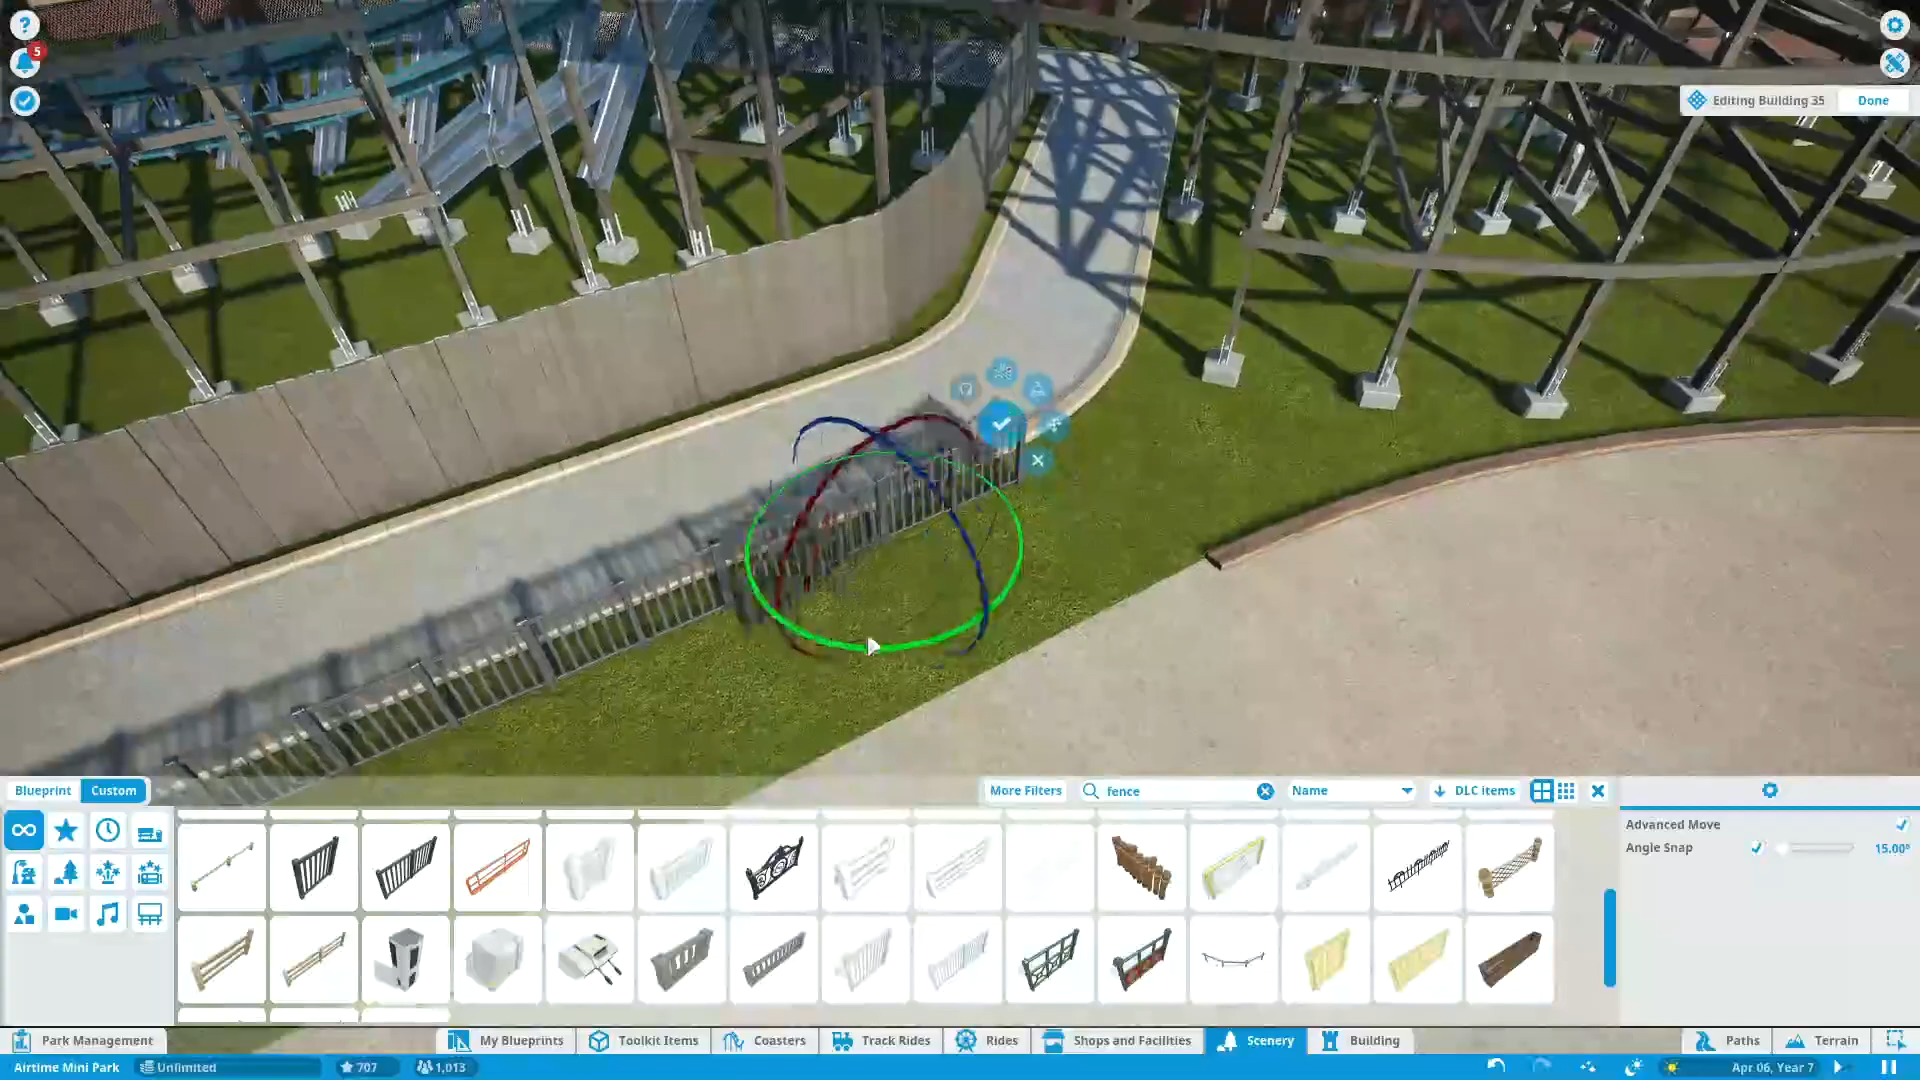 ?
5
Editing Building 35 Done
Blueprint Custom
More Filters fence Name DLC items
Advanced Move
Angle Snap 15.00°
Park Management My Blueprints Toolkit Items Coasters Track Rides Rides Shops and Facilities Scenery Building Paths Terrain
Airtime Mini Park Unlimited 707 1,013 Apr 06, Year 7